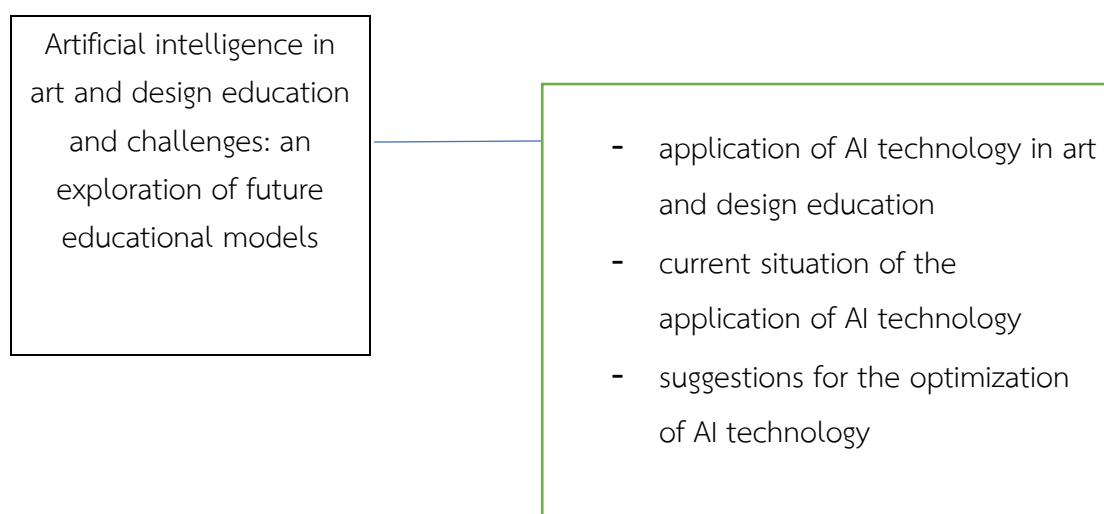 Artificial intelligence in
art and design education
and challenges: an
exploration of future
educational models
- application of AI technology in art
and design education
- current situation of the
application of AI technology
- suggestions for the optimization
of AI technology